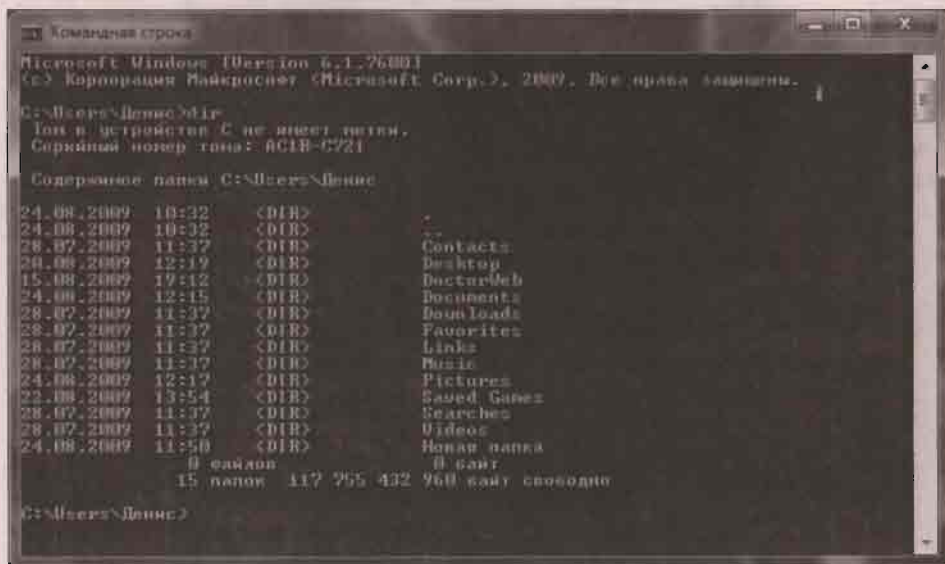 Командная строка
Microsoft Windows [Version 6.1.7600]
(c) Корпорация Майкрософт (Microsoft Corp.), 2009. Все права защищены.
C:\Users\Денис>dir
Том в устройстве C не имеет метки.
Серийный номер тома: AC1B-C721
Содержимое папки C:\Users\Денис
24.08.2009 10:32 <DIR> .
24.08.2009 10:32 <DIR> ..
28.07.2009 11:37 <DIR> Contacts
20.08.2009 12:19 <DIR> Desktop
15.08.2009 19:12 <DIR> DoctorWeb
24.08.2009 12:15 <DIR> Documents
28.07.2009 11:37 <DIR> Downloads
28.07.2009 11:37 <DIR> Favorites
28.07.2009 11:37 <DIR> Links
28.07.2009 11:37 <DIR> Music
24.08.2009 12:17 <DIR> Pictures
22.08.2009 13:54 <DIR> Saved Games
28.07.2009 11:37 <DIR> Searches
28.07.2009 11:37 <DIR> Videos
24.08.2009 11:50 <DIR> Новая папка
0 файлов 0 байт
15 папок 117 755 432 960 байт свободно
C:\Users\Денис>